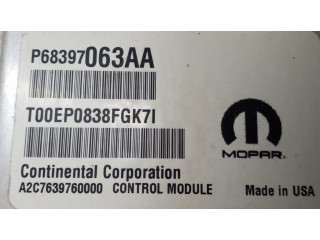 P68397063AA
T00EP0838FGK7I
MOPAR.
Continental Corporation
A2C7639760000 CONTROL MODULE Made in USA